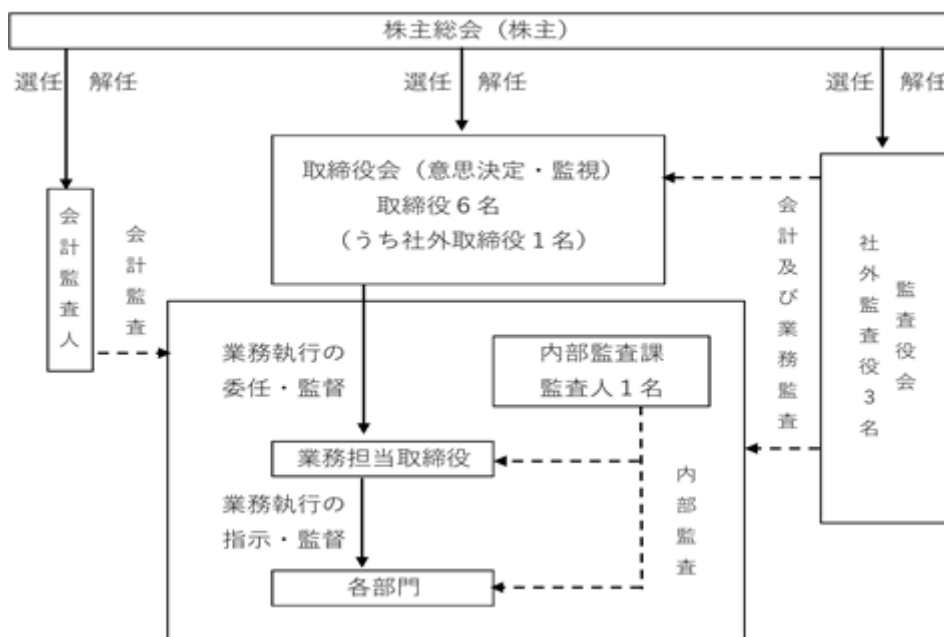 株主総会（株主）
選任
解任
選任
解任
選任
解任
取締役会（意思決定・監視）
取締役６名
（うち社外取締役１名）
会計監査人
会計監査
会計及び業務監査
監査役会
社外監査役３名
業務執行の
委任・監督
内部監査課
監査人１名
業務担当取締役
業務執行の
指示・監督
内部監査
各部門